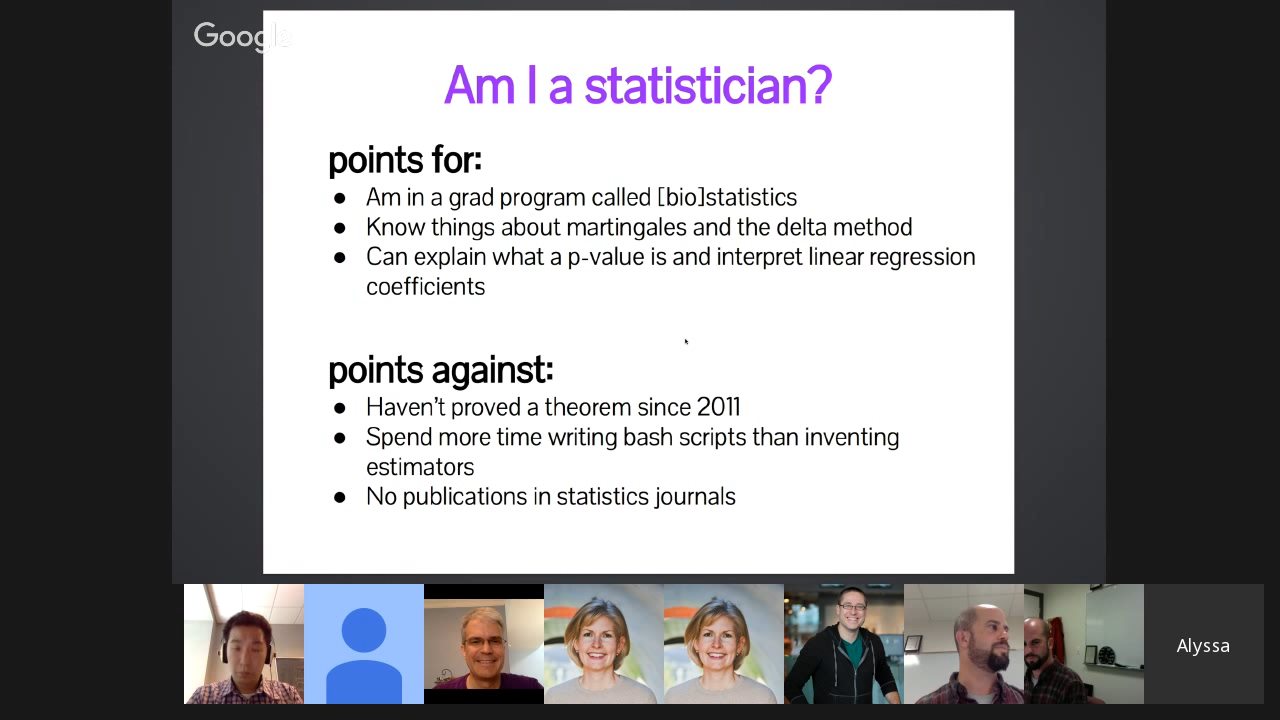 Google
Am I a statistician?
points for:
● Am in a grad program called [bio]statistics
● Know things about martingales and the delta method
● Can explain what a p-value is and interpret linear regression
coefficients
points against:
● Haven't proved a theorem since 2011
● Spend more time writing bash scripts than inventing
estimators
● No publications in statistics journals
Alyssa